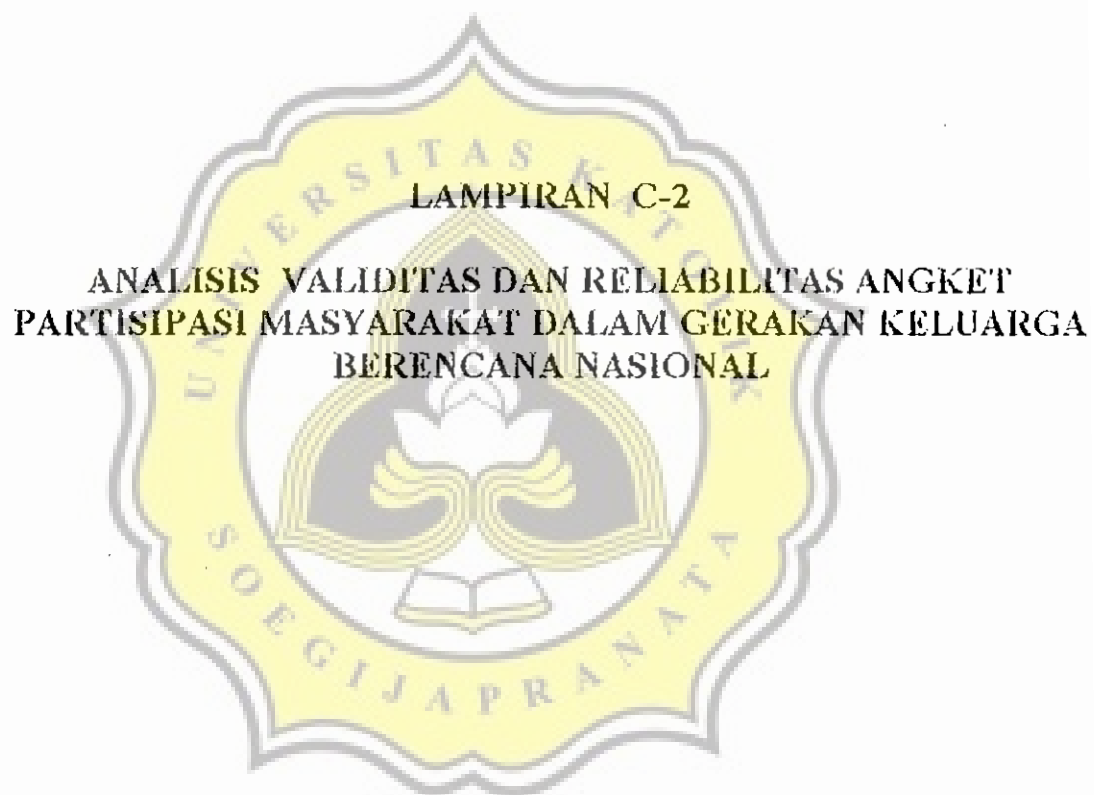 LAMPIRAN C-2
ANALISIS VALIDITAS DAN RELIABILITAS ANGKET
PARTISIPASI MASYARAKAT DALAM GERAKAN KELUARGA
BERENCANA NASIONAL
UNIVERSITAS KATOLIK
SOEGIJAPRANATA